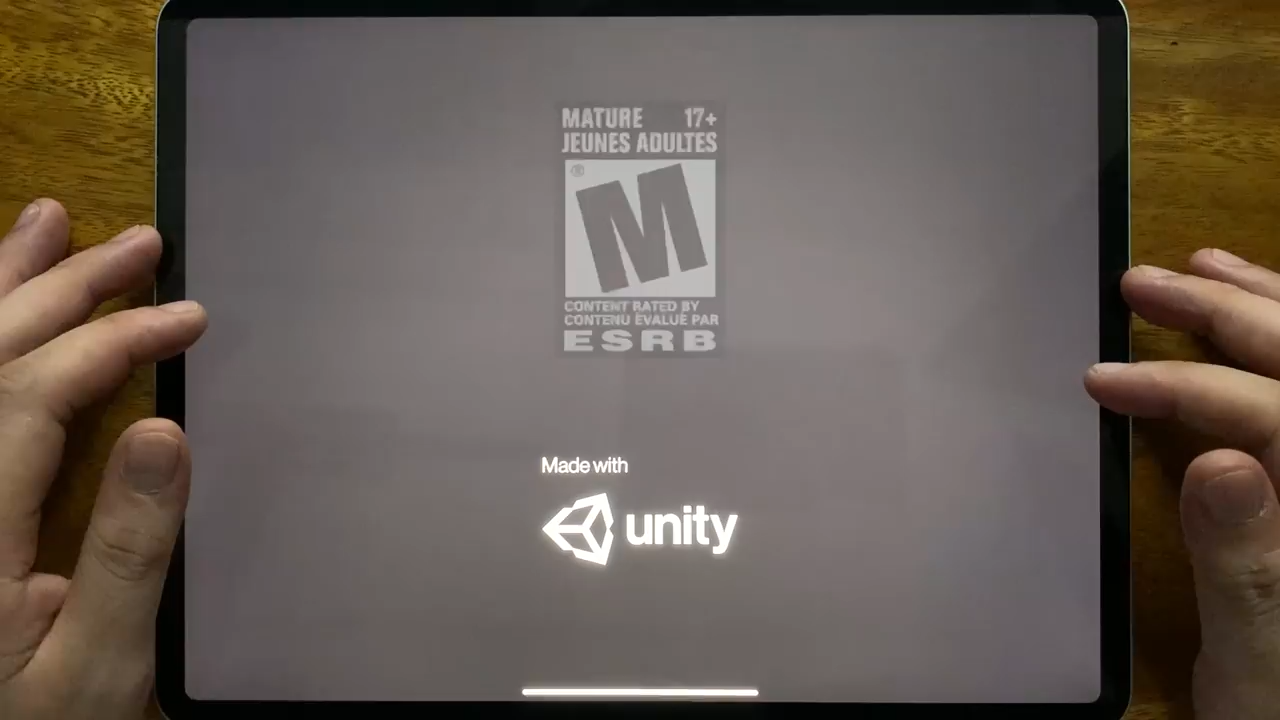 MATURE 17+
JEUNES ADULTES
®
M
CONTENT RATED BY
CONTENU ÉVALUÉ PAR
ESRB
Made with
unity